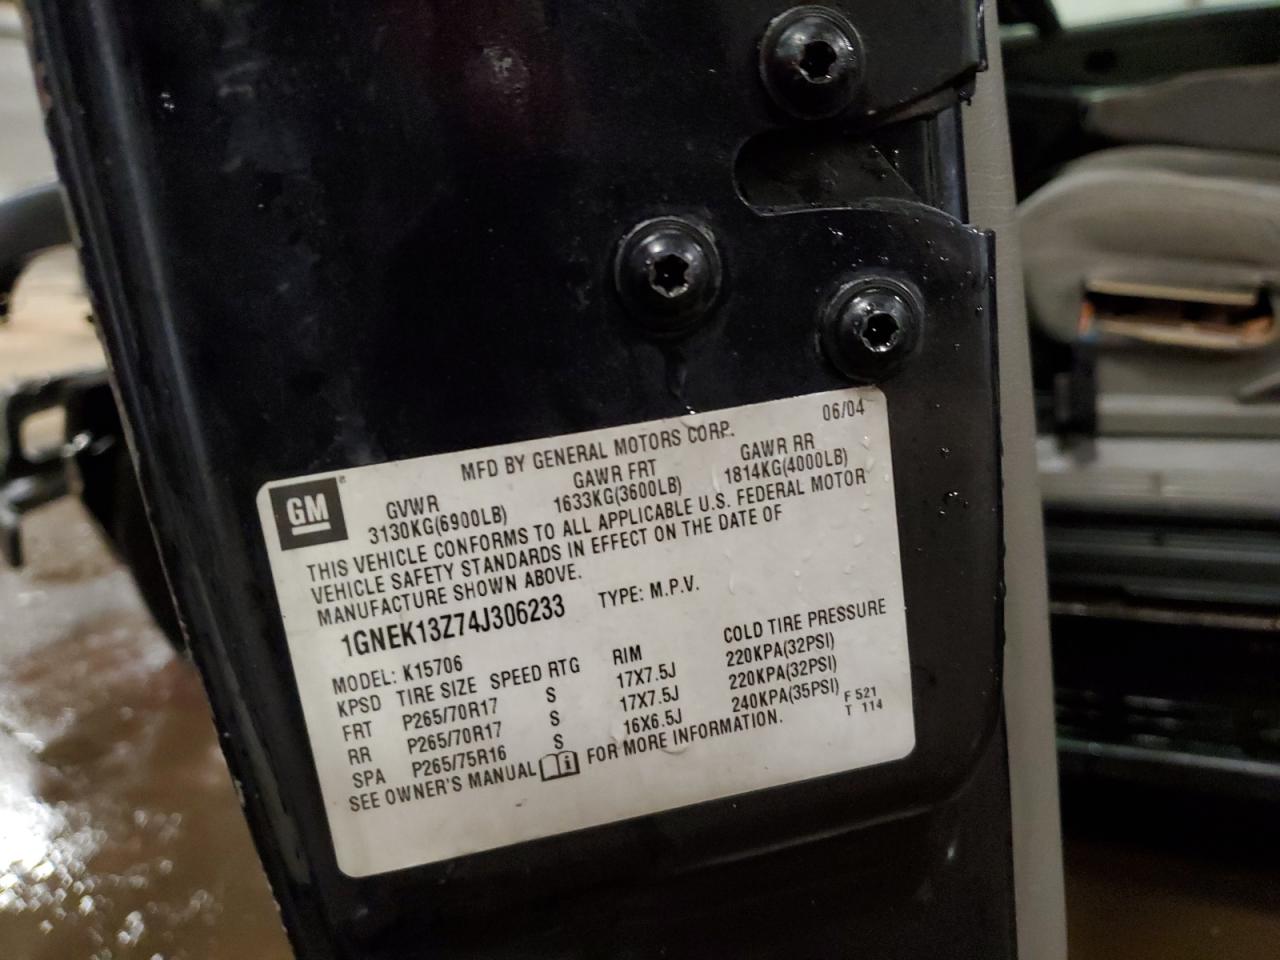 06/04
MFD BY GENERAL MOTORS CORP.
GM®
GVWR GAWR FRT GAWR RR
3130KG(6900LB) 1633KG(3600LB) 1814KG(4000LB)
THIS VEHICLE CONFORMS TO ALL APPLICABLE U.S. FEDERAL MOTOR
VEHICLE SAFETY STANDARDS IN EFFECT ON THE DATE OF
MANUFACTURE SHOWN ABOVE.
1GNEK13Z74J306233 TYPE: M.P.V.
MODEL: K15706
KPSD TIRE SIZE SPEED RTG RIM COLD TIRE PRESSURE
FRT P265/70R17 S 17X7.5J 220KPA(32PSI)
RR P265/70R17 S 17X7.5J 220KPA(32PSI)
SPA P265/75R16 S 16X6.5J 240KPA(35PSI)
SEE OWNER'S MANUAL FOR MORE INFORMATION.
F 521
T 114